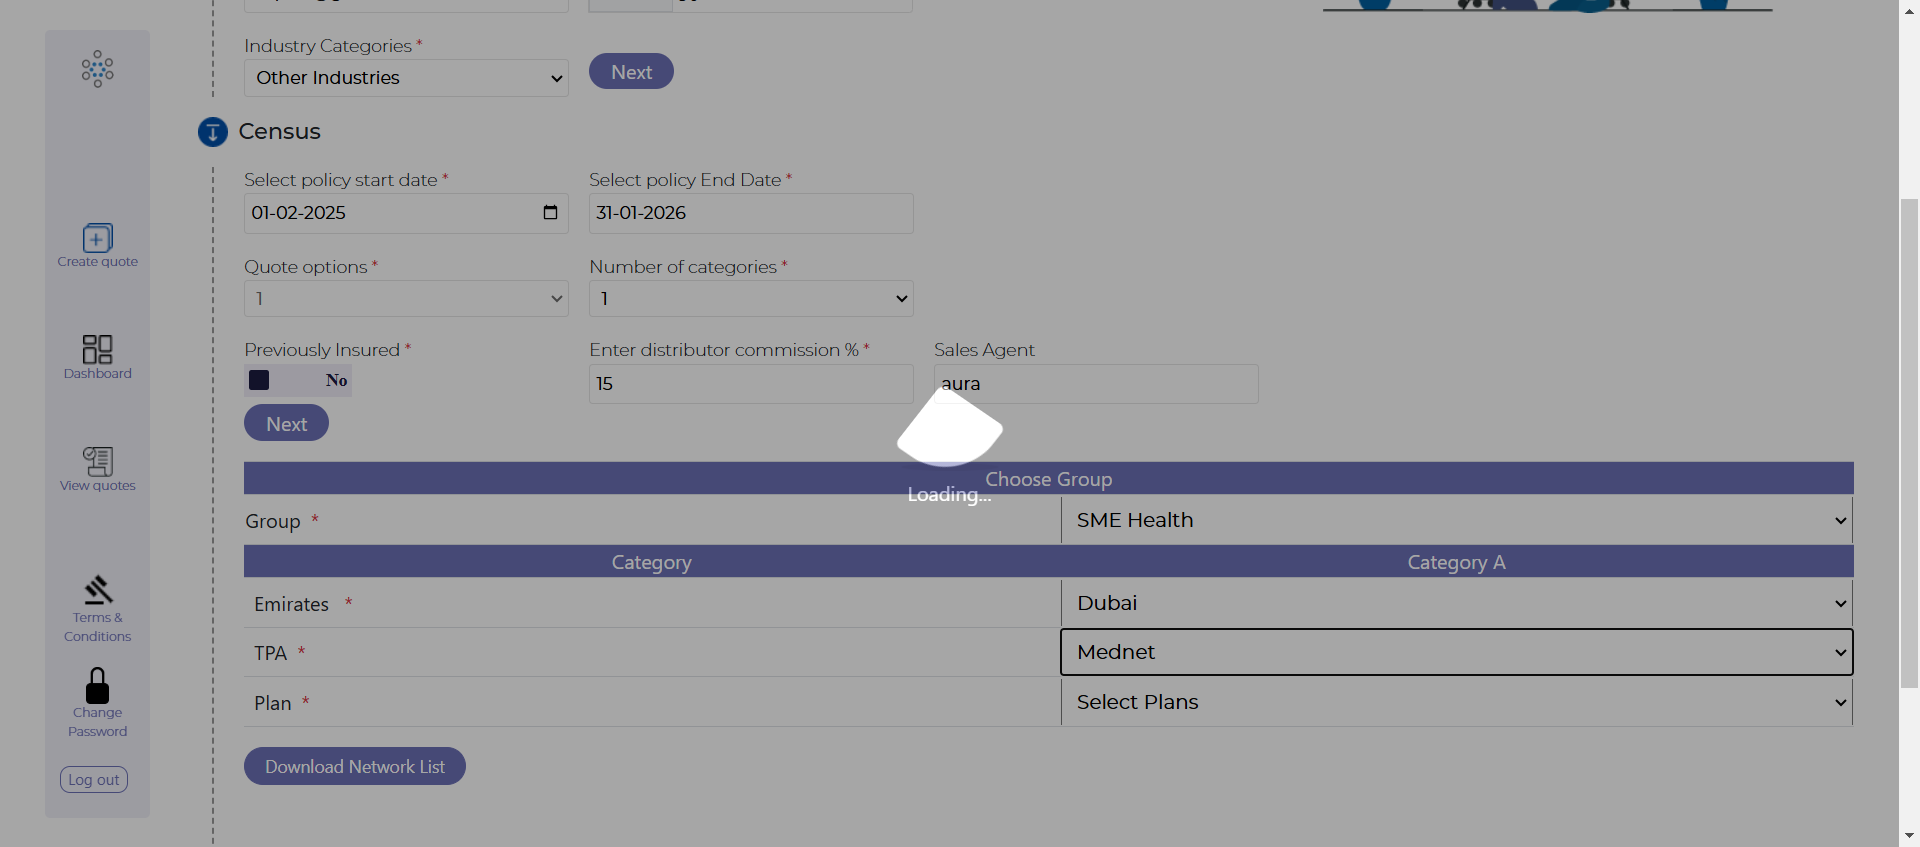 Industry Categories *
Other Industries
Next
Census
Select policy start date *
Select policy End Date *
01-02-2025
31-01-2026
Create quote
Quote options *
Number of categories *
1
1
Dashboard
Previously Insured *
Enter distributor commission % *
Sales Agent
No
15
aura
Next
View quotes
Choose Group
Loading...
Group *
SME Health
Category
Category A
Emirates *
Dubai
Terms &
Conditions
TPA *
Mednet
Plan *
Select Plans
Change
Password
Download Network List
Log out